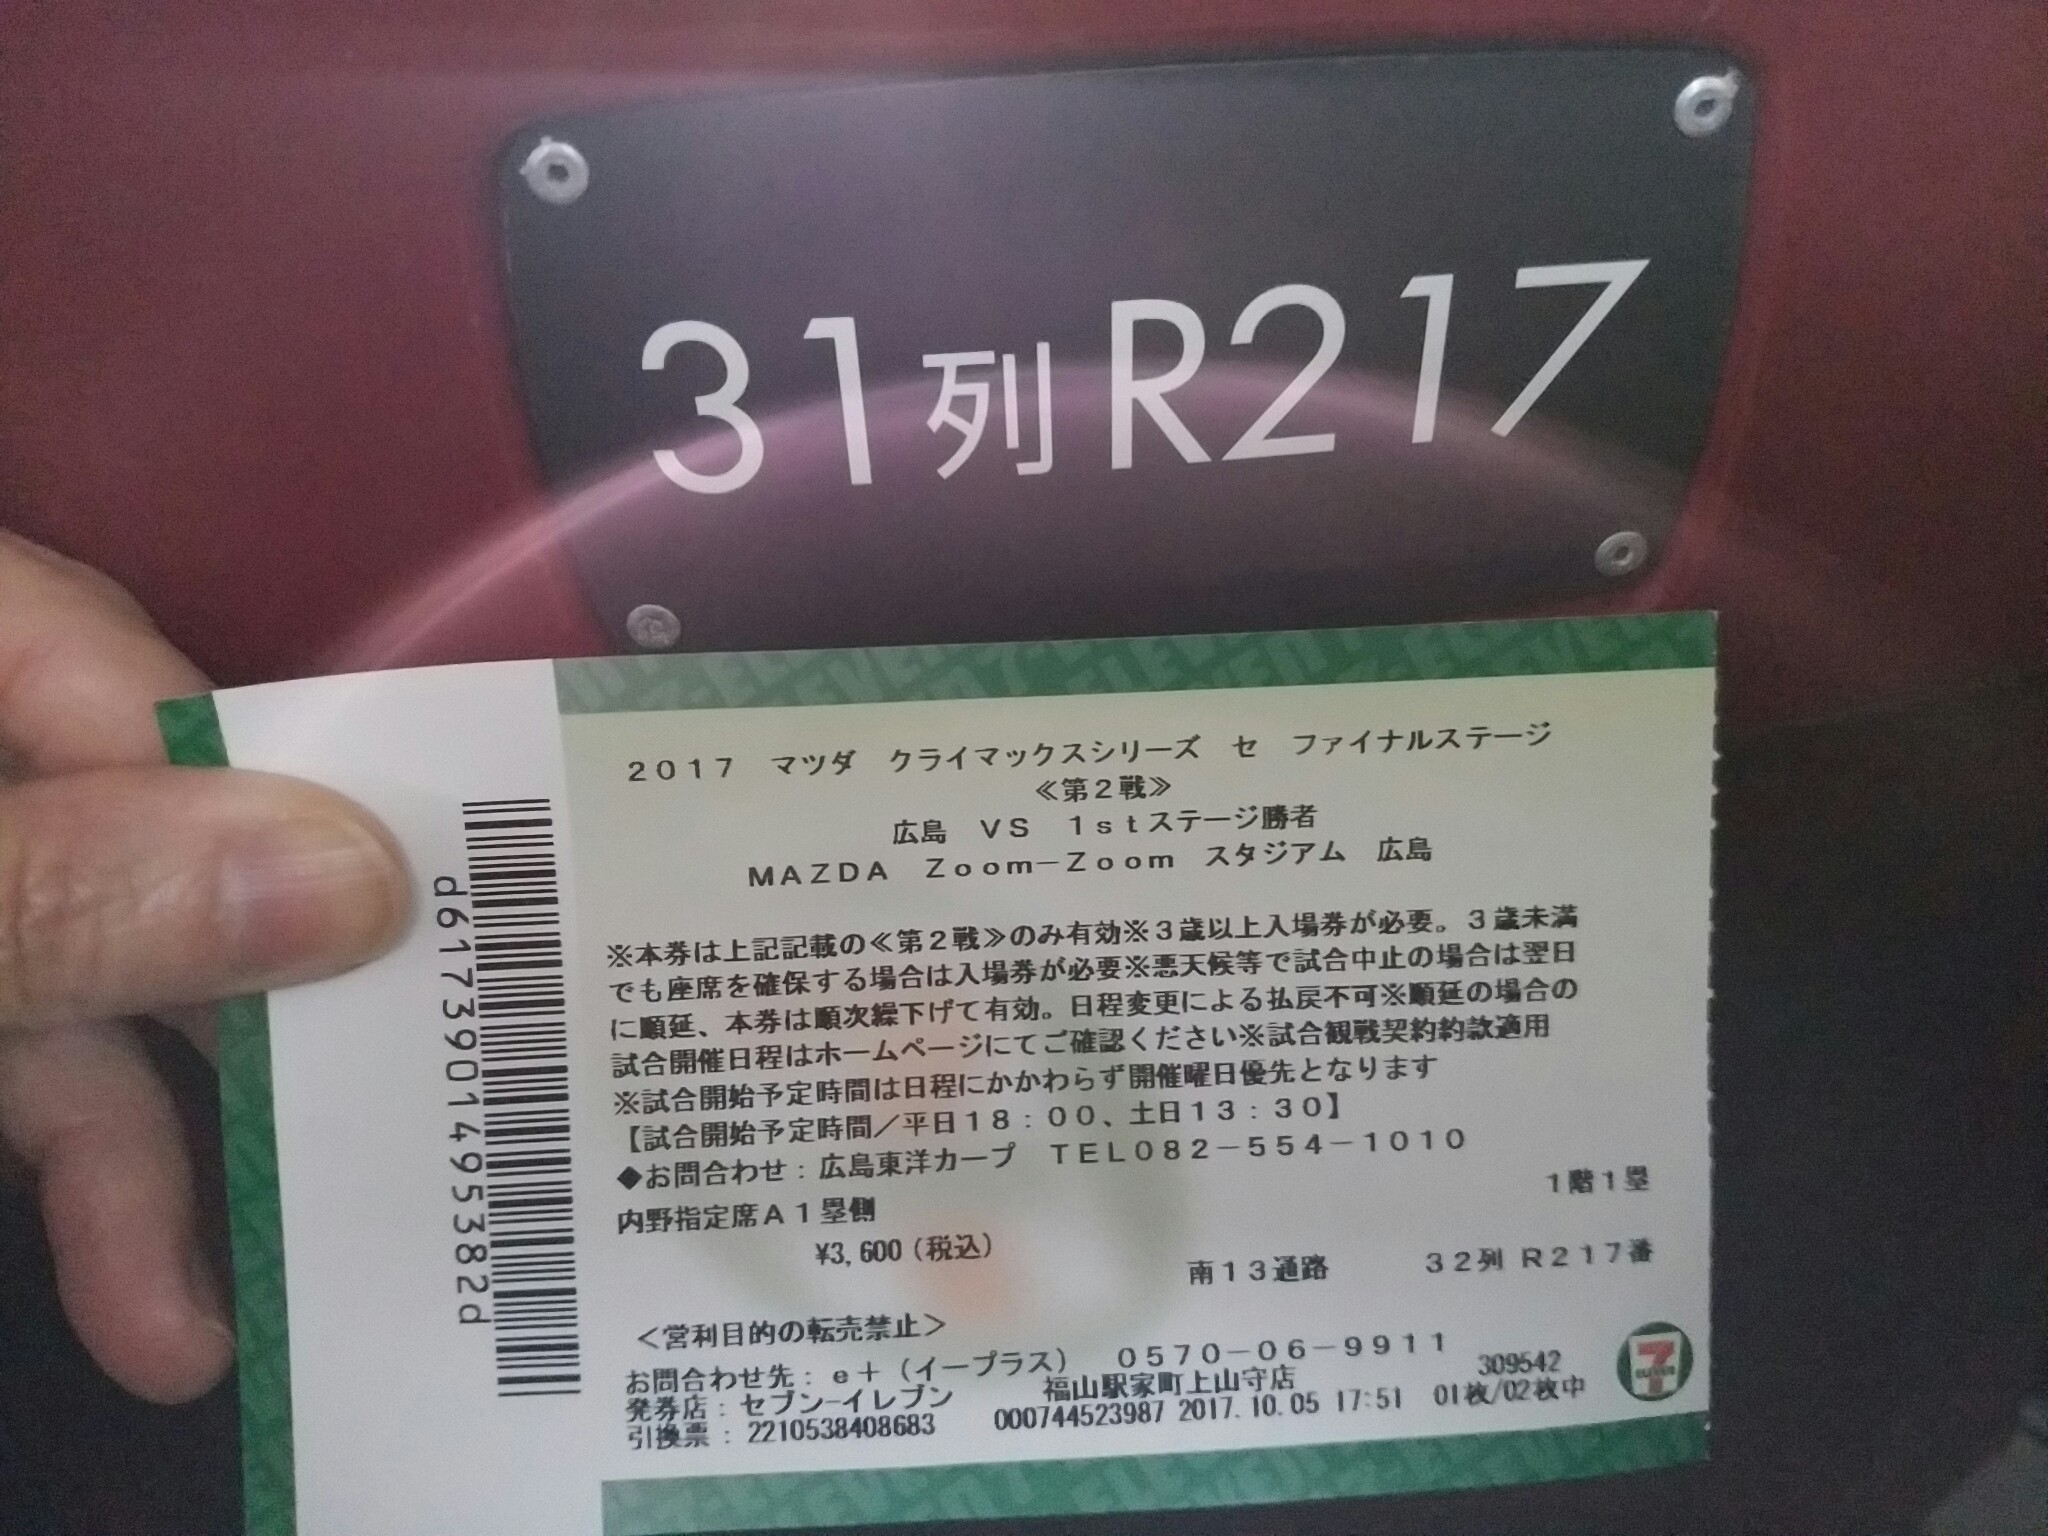 31列 R217
2017 マツダ クライマックスシリーズ セ ファイナルステージ
≪第2戦≫
広島 VS 1stステージ勝者
MAZDA Zoom-Zoom スタジアム 広島
※本券は上記記載の≪第2戦≫のみ有効※3歳以上入場券が必要。3歳未満
でも座席を確保する場合は入場券が必要※悪天候等で試合中止の場合は翌日
に順延、本券は順次繰下げて有効。日程変更による払戻不可※順延の場合の
試合開催日程はホームページにてご確認ください※試合観戦契約約款適用
※試合開始予定時間は日程にかかわらず開催曜日優先となります
【試合開始予定時間/平日18:00、土日13:30】
◆お問合わせ:広島東洋カープ TEL082-554-1010
1階1塁
内野指定席A1塁側
¥3,600(税込)
南13通路 32列 R217番
<営利目的の転売禁止>
お問合わせ先:e+(イープラス) 0570-06-9911
発券店:セブン-イレブン 福山駅家町上山守店 309542
引換票:2210538408683 000744523987 2017.10.05 17:51 01枚/02枚中
d6173901495382d
7
ELEVEN